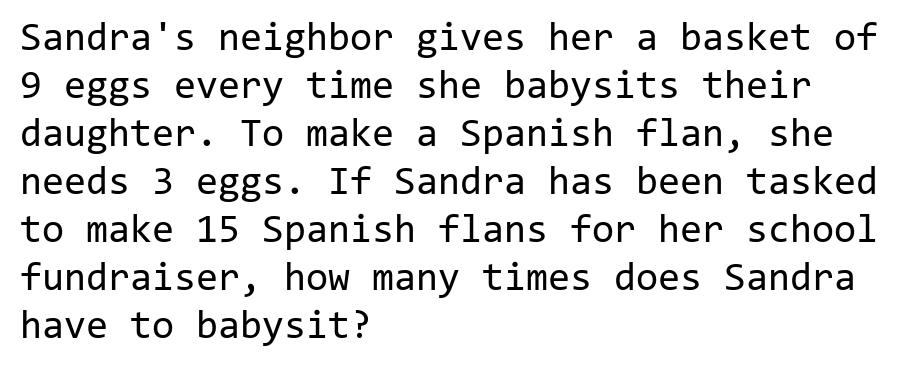 Sandra's neighbor gives her a basket of
9 eggs every time she babysits their
daughter. To make a Spanish flan, she
needs 3 eggs. If Sandra has been tasked
to make 15 Spanish flans for her school
fundraiser, how many times does Sandra
have to babysit?